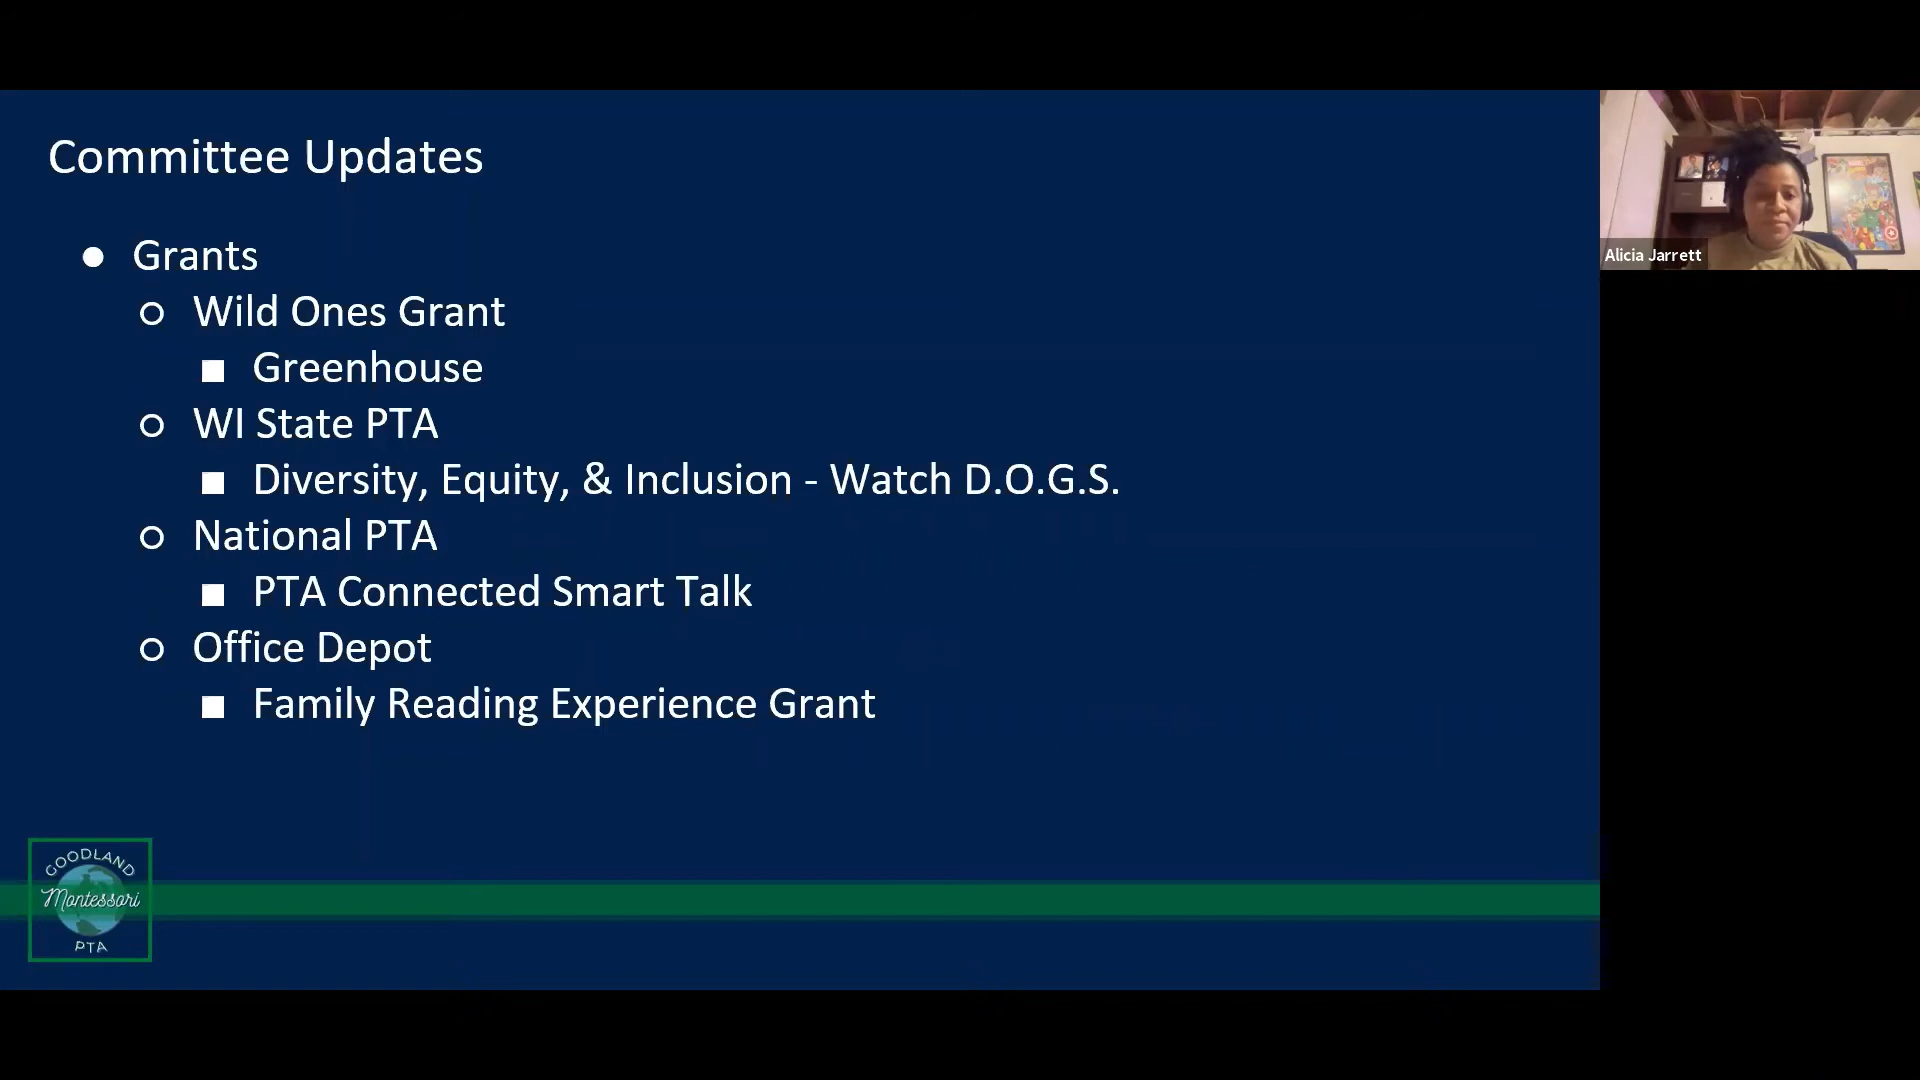 Committee Updates
● Grants
○ Wild Ones Grant
■ Greenhouse
○ WI State PTA
■ Diversity, Equity, & Inclusion - Watch D.O.G.S.
○ National PTA
■ PTA Connected Smart Talk
○ Office Depot
■ Family Reading Experience Grant
GOODLAND
Montessori
PTA
Alicia Jarrett